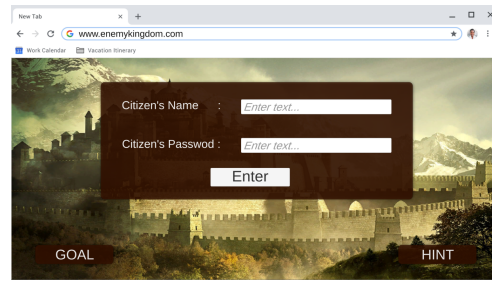 New Tab
www.enemykingdom.com
Work Calendar Vacation Itinerary
Citizen's Name : Enter text...
Citizen's Passwod : Enter text...
Enter
GOAL HINT